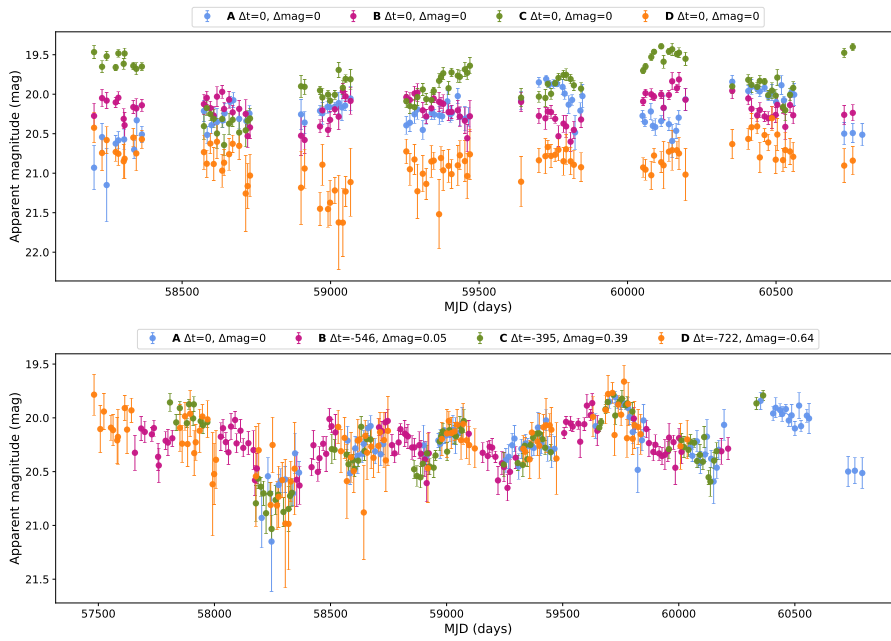 A Δt=0, Δmag=0 B Δt=0, Δmag=0 C Δt=0, Δmag=0 D Δt=0, Δmag=0
Apparent magnitude (mag)
19.5
20.0
20.5
21.0
21.5
22.0
58500 59000 59500 60000 60500
MJD (days)
A Δt=0, Δmag=0 B Δt=-546, Δmag=0.05 C Δt=-395, Δmag=0.39 D Δt=-722, Δmag=-0.64
Apparent magnitude (mag)
19.5
20.0
20.5
21.0
21.5
57500 58000 58500 59000 59500 60000 60500
MJD (days)